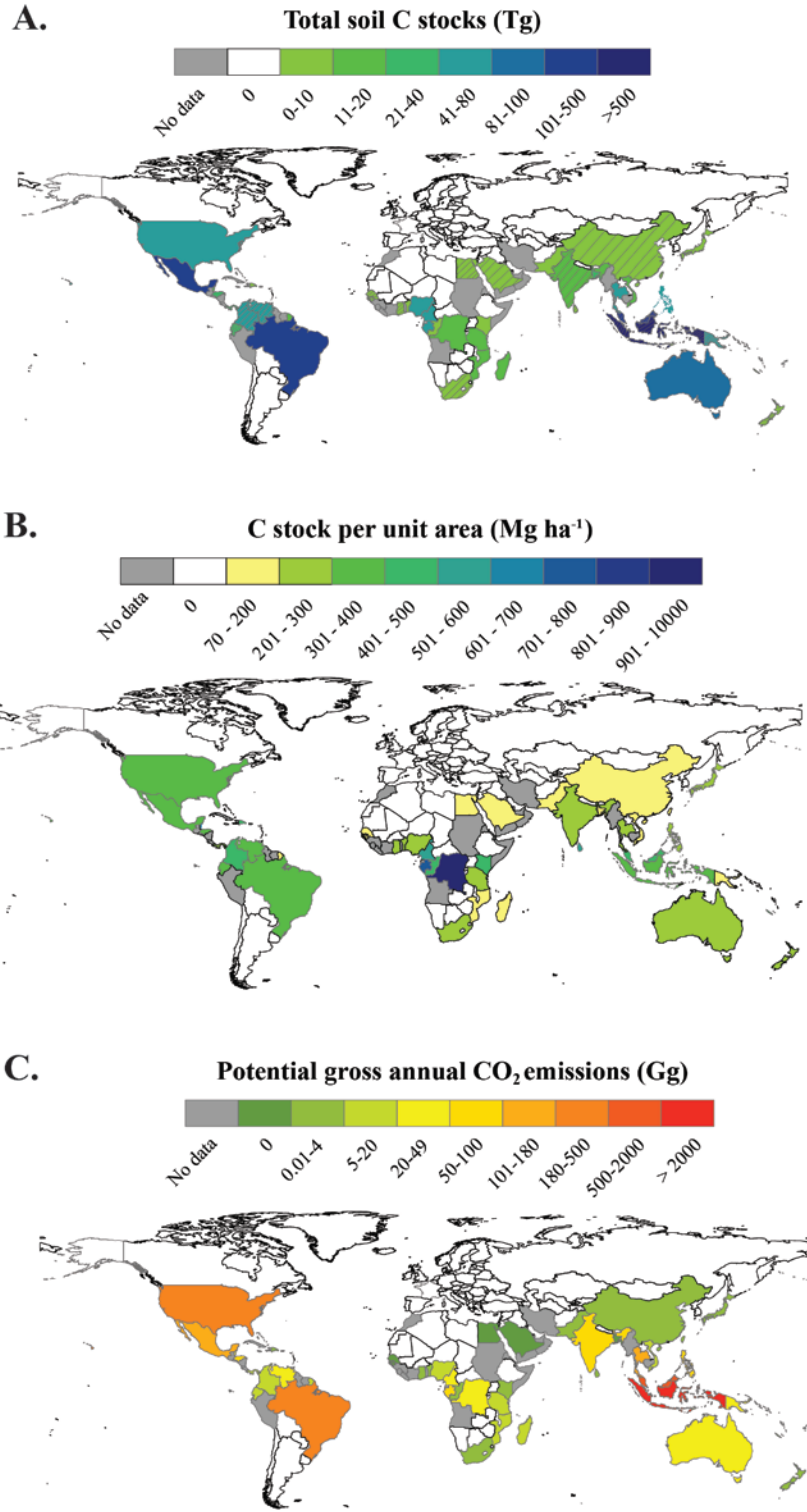 A.
Total soil C stocks (Tg)
No data
0
0-10
11-20
21-40
41-80
81-100
101-500
>500
B.
C stock per unit area (Mg ha⁻¹)
No data
0
70 - 200
201 - 300
301 - 400
401 - 500
501 - 600
601 - 700
701 - 800
801 - 900
901 - 10000
C.
Potential gross annual CO₂ emissions (Gg)
No data
0
0.01-4
5-20
20-49
50-100
101-180
180-500
500-2000
> 2000